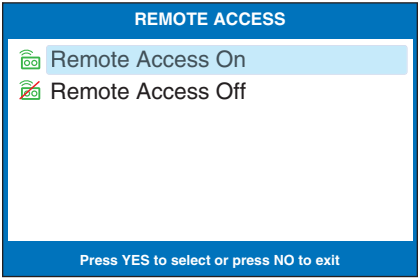 REMOTE ACCESS
Remote Access On
Remote Access Off
Press YES to select or press NO to exit